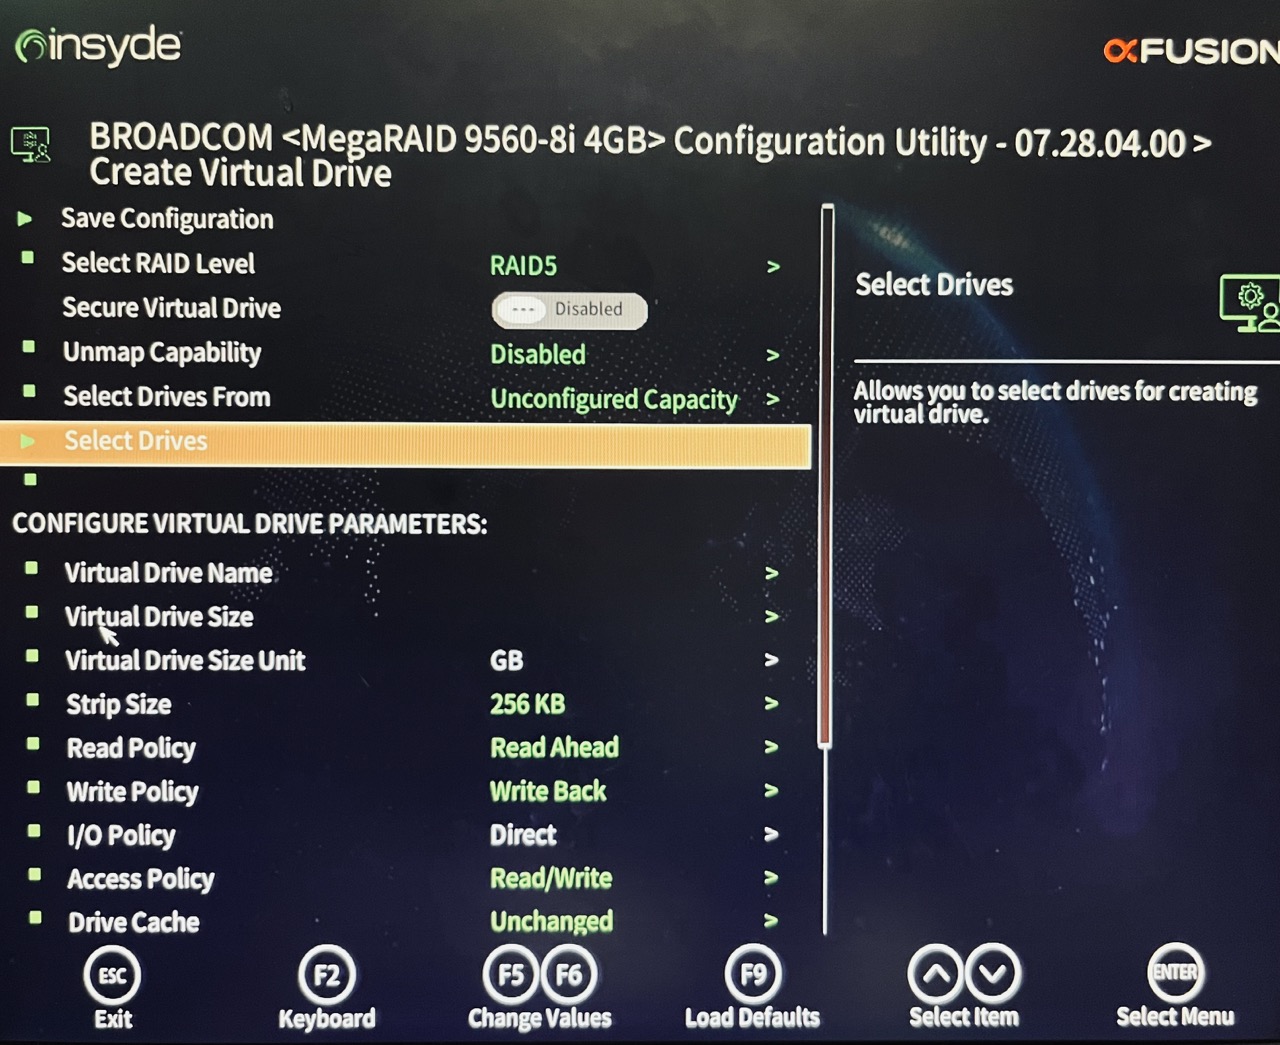 insyde
FUSION
BROADCOM <MegaRAID 9560-8i 4GB> Configuration Utility - 07.28.04.00 >
Create Virtual Drive
Save Configuration
Select RAID Level RAID5 >
Secure Virtual Drive Disabled
Unmap Capability Disabled >
Select Drives From Unconfigured Capacity >
Select Drives
CONFIGURE VIRTUAL DRIVE PARAMETERS:
Virtual Drive Name >
Virtual Drive Size >
Virtual Drive Size Unit GB >
Strip Size 256 KB >
Read Policy Read Ahead >
Write Policy Write Back >
I/O Policy Direct >
Access Policy Read/Write >
Drive Cache Unchanged >
Select Drives
Allows you to select drives for creating
virtual drive.
ESC F2 F5 F6 F9 ENTER
Exit Keyboard Change Values Load Defaults Select Item Select Menu